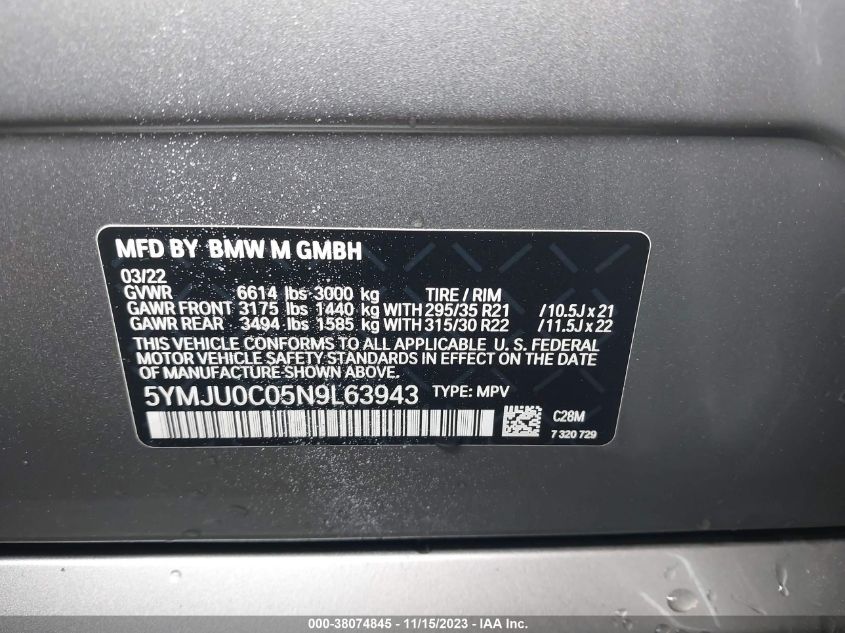 MFD BY BMW M GMBH
03/22
GVWR 6614 lbs 3000 kg TIRE / RIM
GAWR FRONT 3175 lbs 1440 kg WITH 295/35 R21 / 10.5J x 21
GAWR REAR 3494 lbs 1585 kg WITH 315/30 R22 / 11.5J x 22
THIS VEHICLE CONFORMS TO ALL APPLICABLE U. S. FEDERAL
MOTOR VEHICLE SAFETY STANDARDS IN EFFECT ON THE DATE
OF MANUFACTURE SHOWN ABOVE.
5YMJU0C05N9L63943 TYPE: MPV
C28M
7 320 729
000-38074845 - 11/15/2023 - IAA Inc.